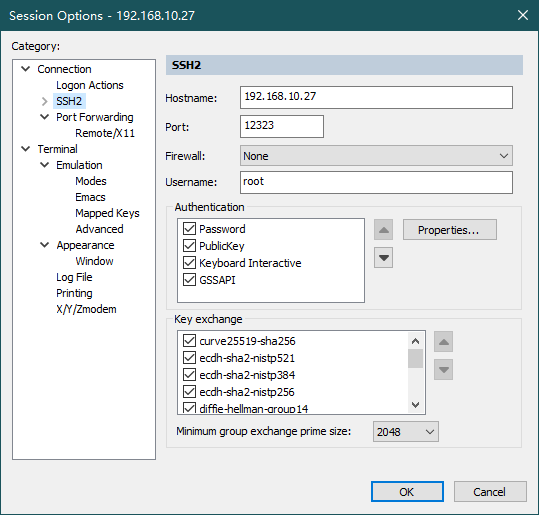 Session Options - 192.168.10.27
Category:
Connection
Logon Actions
SSH2
Port Forwarding
Remote/X11
Terminal
Emulation
Modes
Emacs
Mapped Keys
Advanced
Appearance
Window
Log File
Printing
X/Y/Zmodem
SSH2
Hostname: 192.168.10.27
Port: 12323
Firewall: None
Username: root
Authentication
Password
PublicKey
Keyboard Interactive
GSSAPI
Properties...
Key exchange
curve25519-sha256
ecdh-sha2-nistp521
ecdh-sha2-nistp384
ecdh-sha2-nistp256
diffie-hellman-group14
Minimum group exchange prime size: 2048
OK Cancel